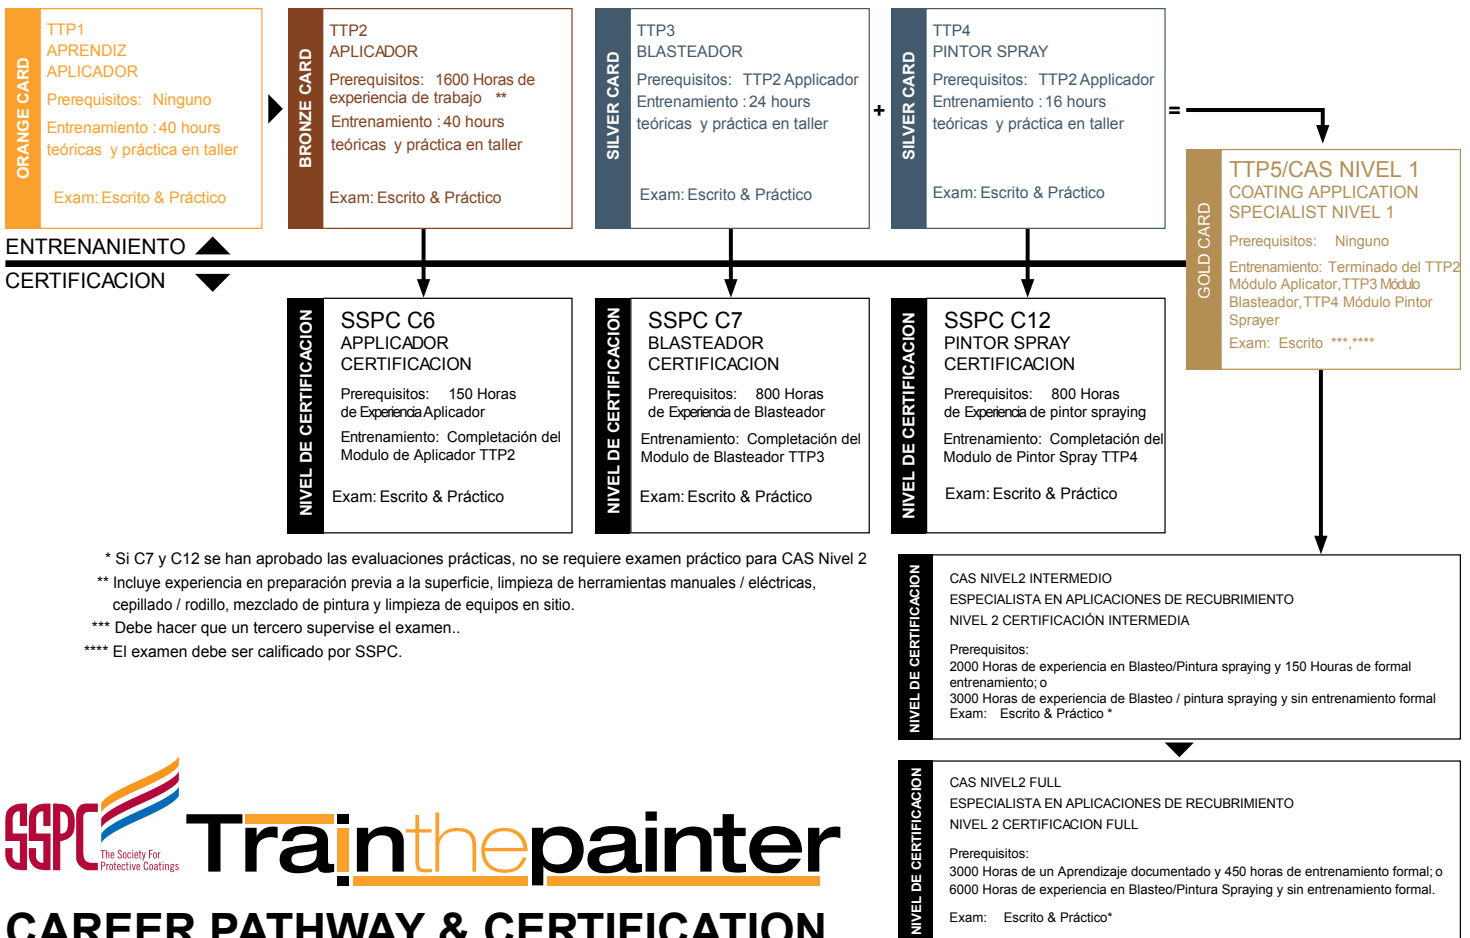 ORANGE CARD
TTP1
APRENDIZ
APLICADOR
Prerequisitos: Ninguno
Entrenamiento : 40 hours
teóricas y práctica en taller
Exam: Escrito & Práctico
BRONZE CARD
TTP2
APLICADOR
Prerequisitos: 1600 Horas de
experiencia de trabajo **
Entrenamiento : 40 hours
teóricas y práctica en taller
Exam: Escrito & Práctico
SILVER CARD
TTP3
BLASTEADOR
Prerequisitos: TTP2 Applicador
Entrenamiento : 24 hours
teóricas y práctica en taller
Exam: Escrito & Práctico
+
SILVER CARD
TTP4
PINTOR SPRAY
Prerequisitos: TTP2 Applicador
Entrenamiento : 16 hours
teóricas y práctica en taller
Exam: Escrito & Práctico
=
GOLD CARD
TTP5/CAS NIVEL 1
COATING APPLICATION
SPECIALIST NIVEL 1
Prerequisitos: Ninguno
Entrenamiento: Terminado del TTP2
Módulo Aplicator, TTP3 Módulo
Blasteador, TTP4 Módulo Pintor
Sprayer
Exam: Escrito ***,****
ENTRENANIENTO
CERTIFICACION
NIVEL DE CERTIFICACION
SSPC C6
APPLICADOR
CERTIFICACION
Prerequisitos: 150 Horas
de Experiencia Aplicador
Entrenamiento: Completación del
Modulo de Aplicador TTP2
Exam: Escrito & Práctico
NIVEL DE CERTIFICACION
SSPC C7
BLASTEADOR
CERTIFICACION
Prerequisitos: 800 Horas
de Experiencia de Blasteador
Entrenamiento: Completación del
Modulo de Blasteador TTP3
Exam: Escrito & Práctico
NIVEL DE CERTIFICACION
SSPC C12
PINTOR SPRAY
CERTIFICACION
Prerequisitos: 800 Horas
de Experiencia de pintor spraying
Entrenamiento: Completación del
Modulo de Pintor Spray TTP4
Exam: Escrito & Práctico
* Si C7 y C12 se han aprobado las evaluaciones prácticas, no se requiere examen práctico para CAS Nivel 2
** Incluye experiencia en preparación previa a la superficie, limpieza de herramientas manuales / eléctricas,
cepillado / rodillo, mezclado de pintura y limpieza de equipos en sitio.
*** Debe hacer que un tercero supervise el examen..
**** El examen debe ser calificado por SSPC.
NIVEL DE CERTIFICACION
CAS NIVEL2 INTERMEDIO
ESPECIALISTA EN APLICACIONES DE RECUBRIMIENTO
NIVEL 2 CERTIFICACIÓN INTERMEDIA
Prerequisitos:
2000 Horas de experiencia en Blasteo/Pintura spraying y 150 Houras de formal
entrenamiento; o
3000 Horas de experiencia de Blasteo / pintura spraying y sin entrenamiento formal
Exam: Escrito & Práctico *
NIVEL DE CERTIFICACION
CAS NIVEL2 FULL
ESPECIALISTA EN APLICACIONES DE RECUBRIMIENTO
NIVEL 2 CERTIFICACION FULL
Prerequisitos:
3000 Horas de un Aprendizaje documentado y 450 horas de entrenamiento formal; o
6000 Horas de experiencia en Blasteo/Pintura Spraying y sin entrenamiento formal.
Exam: Escrito & Práctico*
SSPC
The Society For
Protective Coatings
Trainthepainter
CAREER PATHWAY & CERTIFICATION